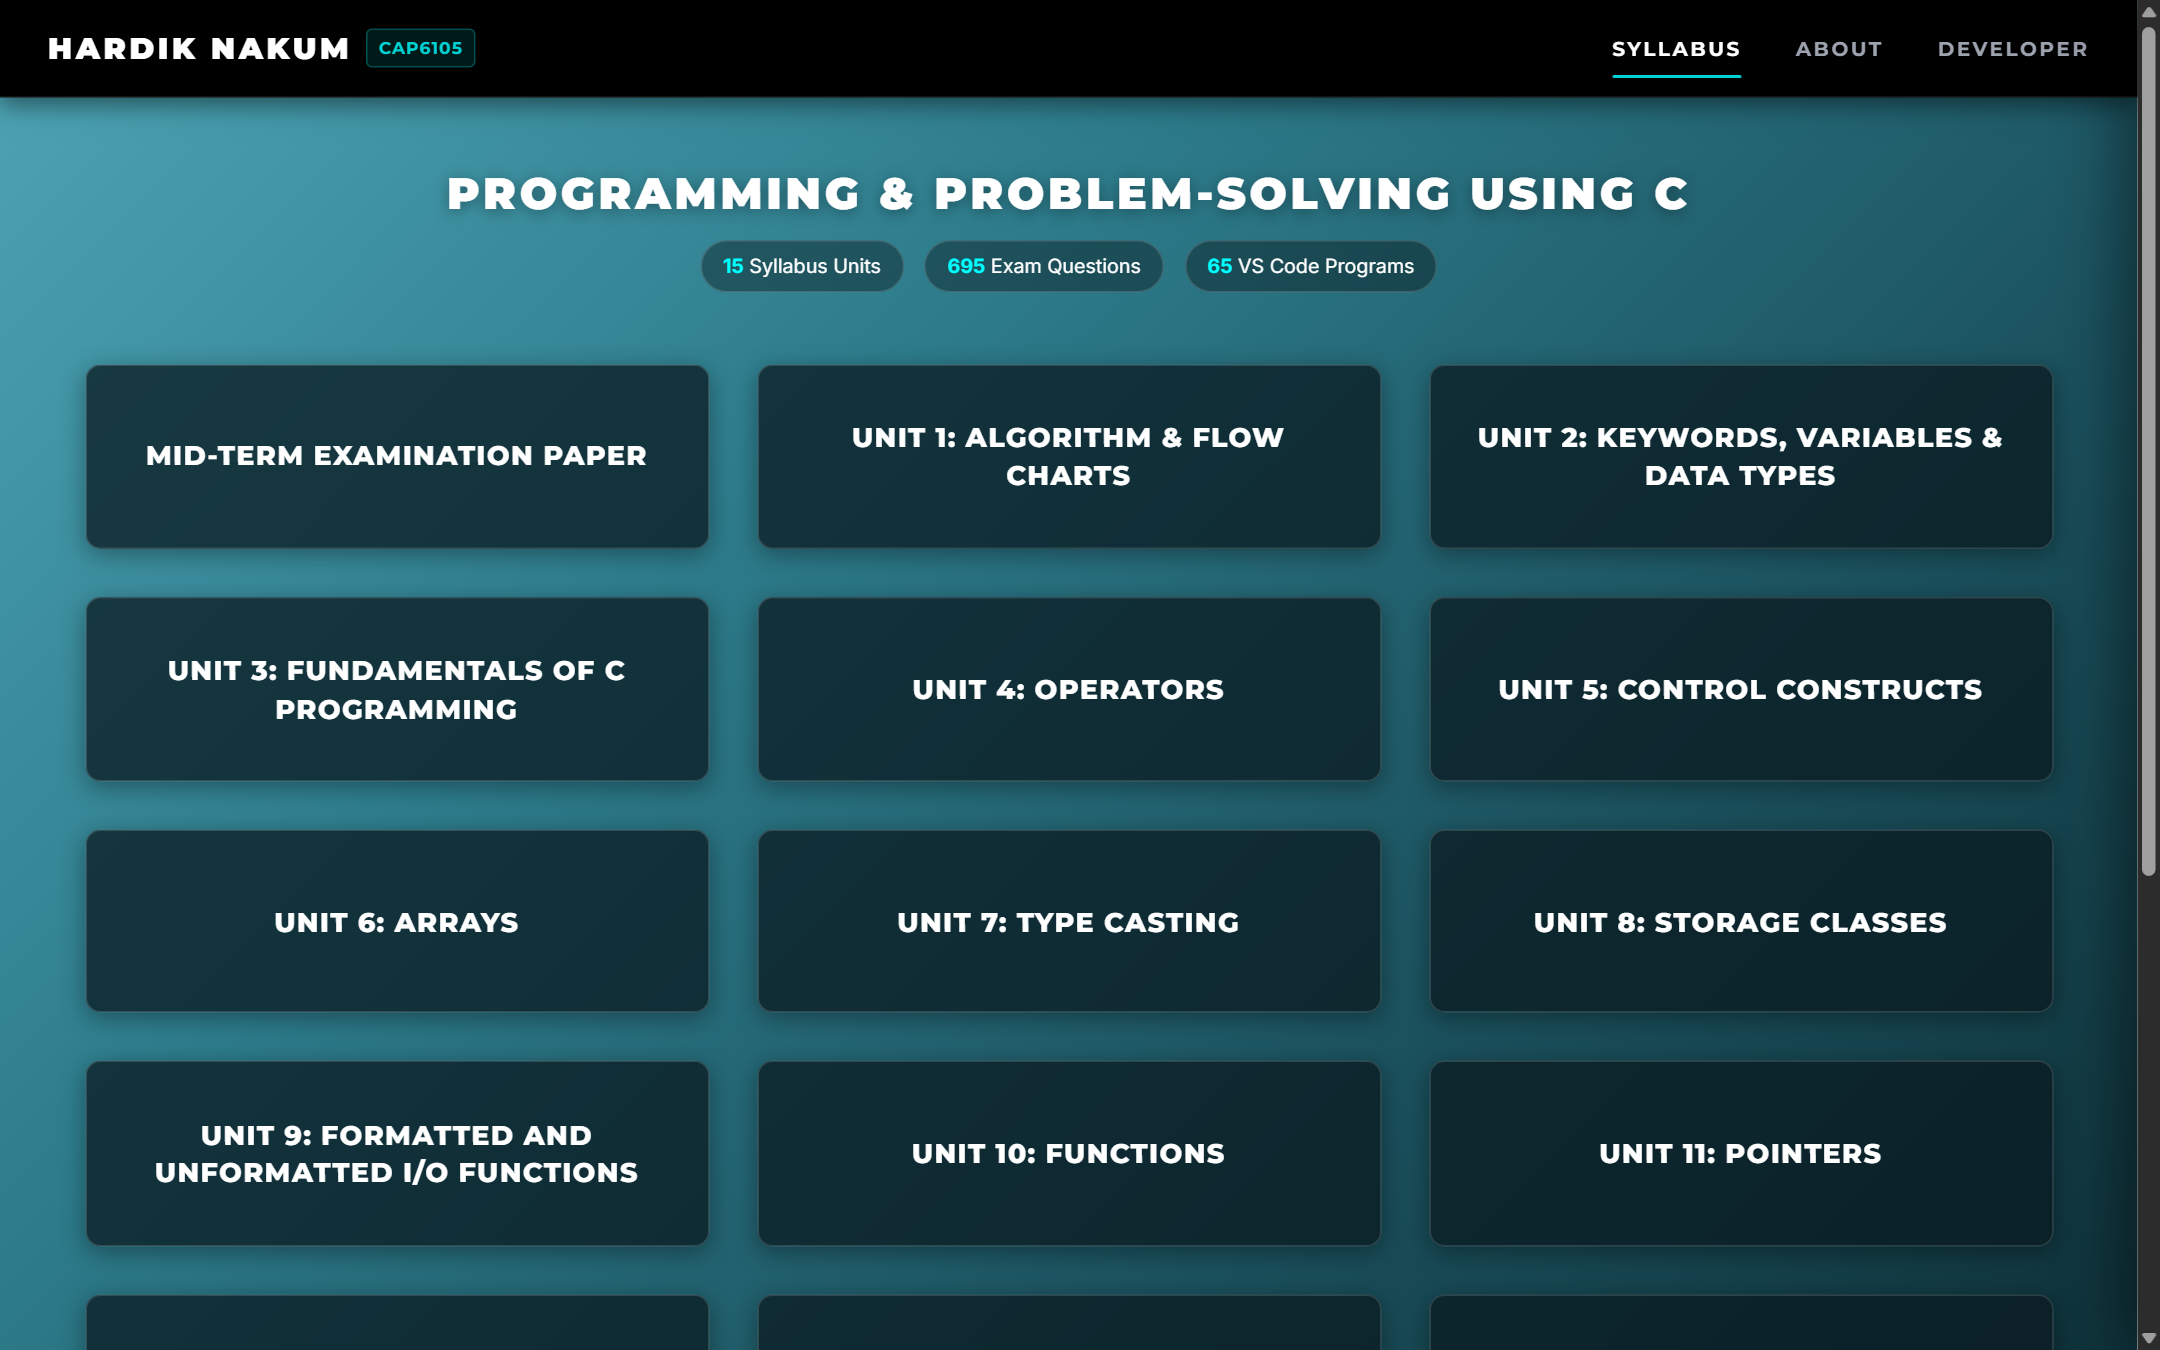 HARDIK NAKUM CAP6105
SYLLABUS ABOUT DEVELOPER
PROGRAMMING & PROBLEM-SOLVING USING C
15 Syllabus Units 695 Exam Questions 65 VS Code Programs
MID-TERM EXAMINATION PAPER
UNIT 1: ALGORITHM & FLOW
CHARTS
UNIT 2: KEYWORDS, VARIABLES &
DATA TYPES
UNIT 3: FUNDAMENTALS OF C
PROGRAMMING
UNIT 4: OPERATORS
UNIT 5: CONTROL CONSTRUCTS
UNIT 6: ARRAYS
UNIT 7: TYPE CASTING
UNIT 8: STORAGE CLASSES
UNIT 9: FORMATTED AND
UNFORMATTED I/O FUNCTIONS
UNIT 10: FUNCTIONS
UNIT 11: POINTERS